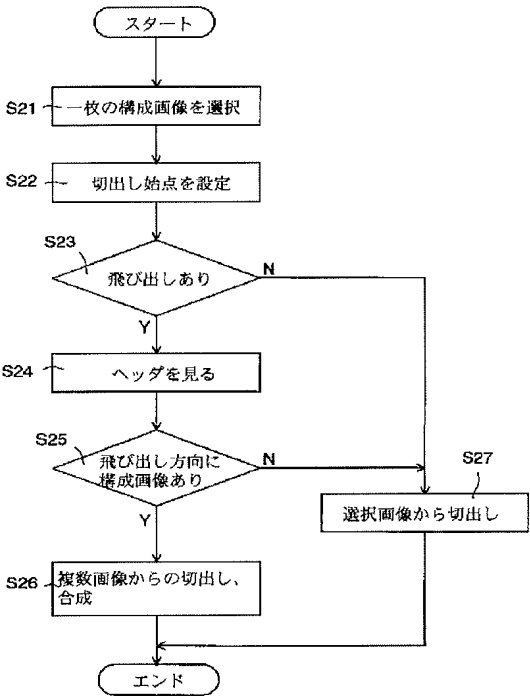 スタート
S21
一枚の構成画像を選択
S22
切出し始点を設定
S23
飛び出しあり
N
Y
S24
ヘッダを見る
S25
飛び出し方向に
構成画像あり
N
Y
S27
選択画像から切出し
S26
複数画像からの切出し、
合成
エンド